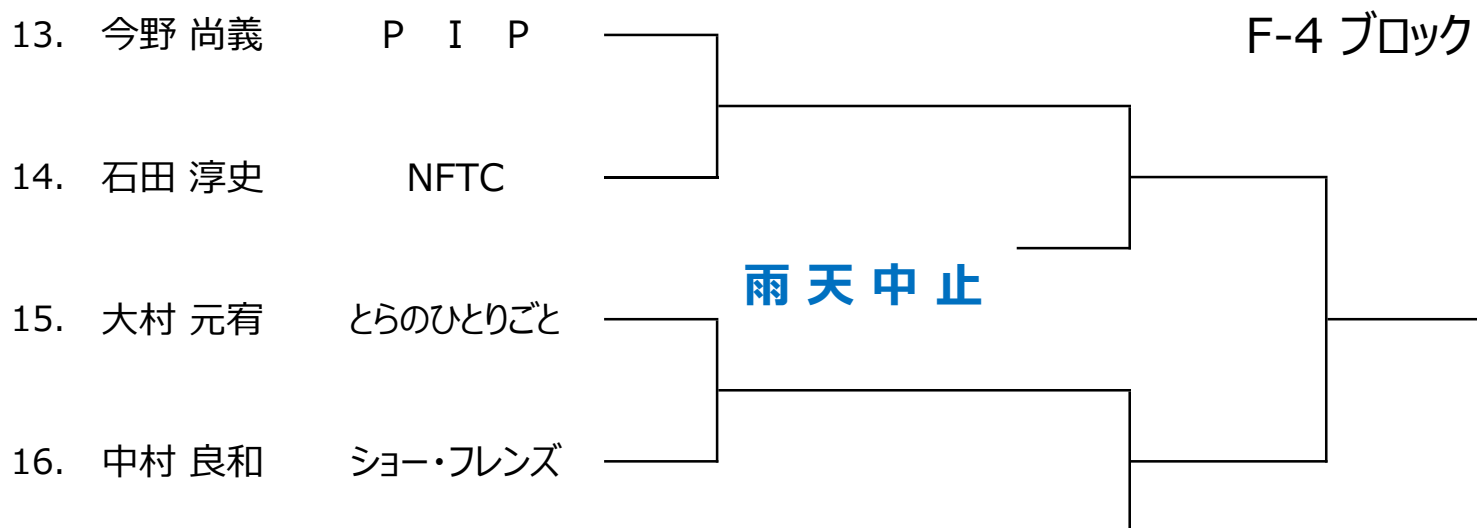 F-4 ブロック
13. 今野 尚義 P I P
14. 石田 淳史 NFTC
雨天中止
15. 大村 元宥 とらのひとりごと
16. 中村 良和 ショー・フレンズ